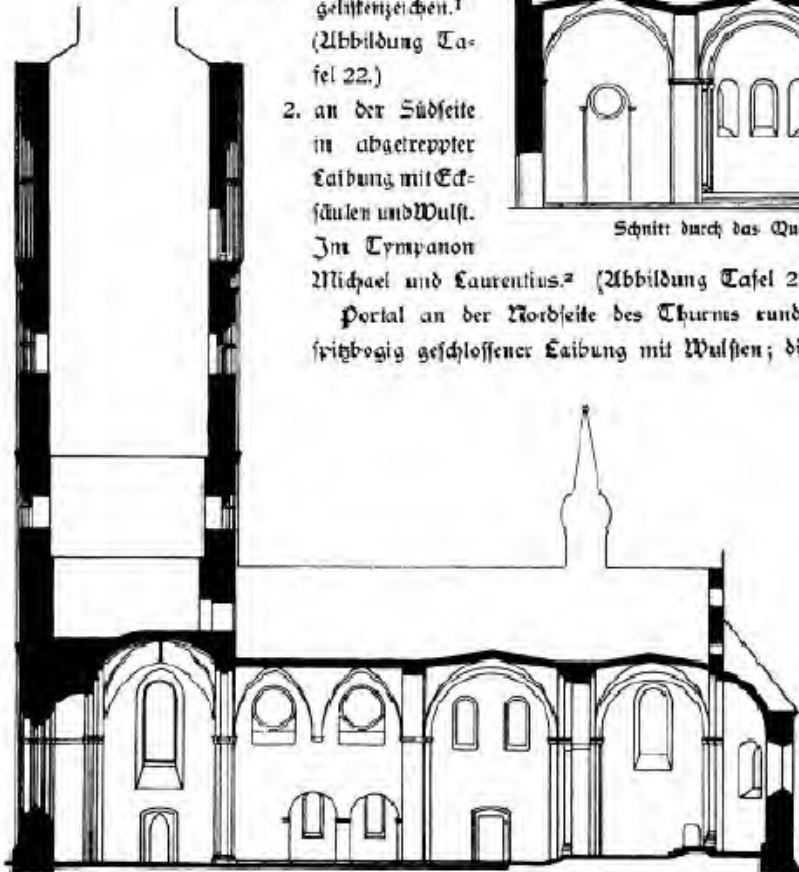 gelistenzeichen.¹
(Abbildung Ta=
fel 22.)
2. an der Südseite
in abgetreppter
Laibung mit Eck=
säulen und Wulst.
Im Tympanon
Michael und Laurentius.² (Abbildung Tafel 2
Portal an der Nordseite des Thurms rund
spitzbogig geschlossener Laibung mit Wulsten; di
Schnitt durch das Qu